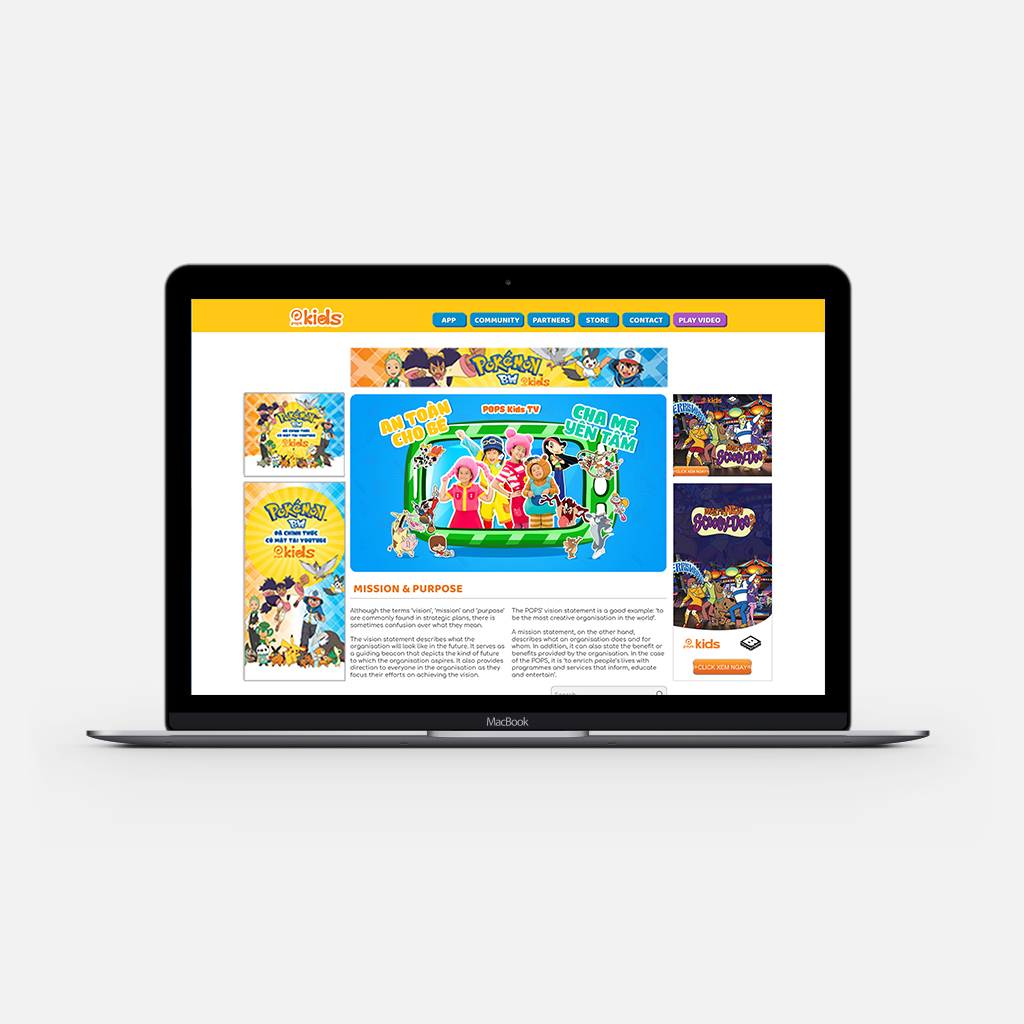 POPS kids
APP COMMUNITY PARTNERS STORE CONTACT PLAY VIDEO
POKÉMON
BW kids
POKÉMON
BW
ĐÃ CHÍNH THỨC
CÓ MẶT TẠI YOUTUBE
kids
POKÉMON
BW
ĐÃ CHÍNH THỨC
CÓ MẶT TẠI YOUTUBE
kids
AN TOÀN
CHO BÉ
POPS Kids TV
CHA MẸ
YÊN TÂM
MISSION & PURPOSE
Although the terms 'vision', 'mission' and 'purpose'
are commonly found in strategic plans, there is
sometimes confusion over what they mean.
The vision statement describes what the
organisation will look like in the future. It serves as
a guiding beacon that depicts the kind of future
to which the organisation aspires. It also provides
direction to everyone in the organisation as they
focus their efforts on achieving the vision.
The POPS' vision statement is a good example: 'to
be the most creative organisation in the world'.
A mission statement, on the other hand,
describes what an organisation does and for
whom. In addition, it can also state the benefit or
benefits provided by the organisation. In the case
of the POPS, it is 'to enrich people's lives with
programmes and services that inform, educate
and entertain'.
Search
kids
SCOOBY-DOO!
CLICK XEM NGAY
SCOOBY-DOO?
POPS kids
>CLICK XEM NGAY<
MacBook